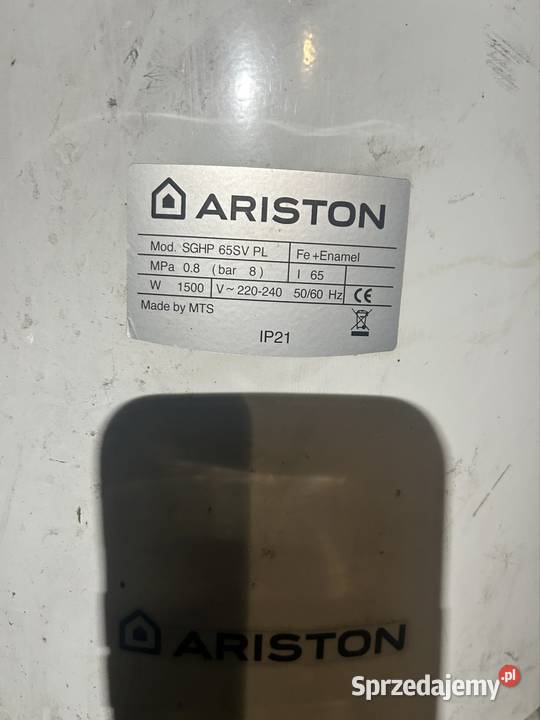 ARISTON
Mod. SGHP 65SV PL Fe+Enamel
MPa 0.8 (bar 8) l 65
W 1500 V~220-240 50/60 Hz CE
Made by MTS
IP21
ARISTON
Sprzedajemy.pl